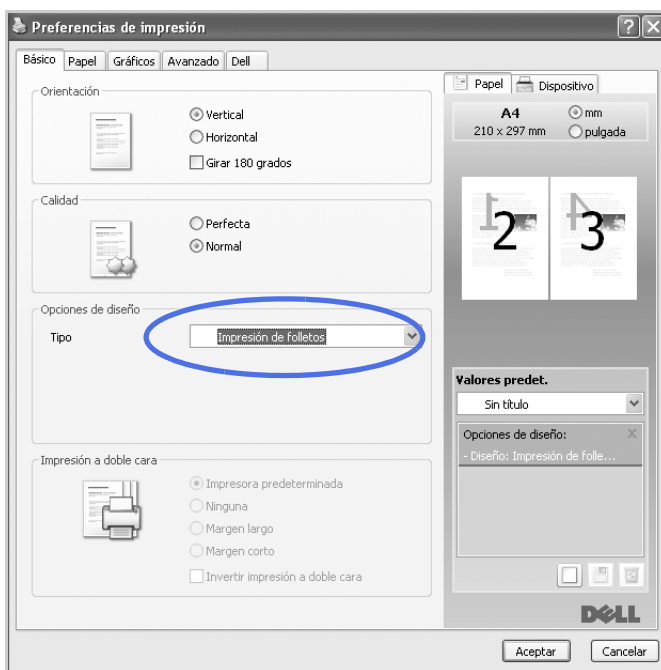 Preferencias de impresión
Básico Papel Gráficos Avanzado Dell
Orientación
Vertical
Horizontal
Girar 180 grados
Calidad
Perfecta
Normal
Opciones de diseño
Tipo Impresión de folletos
Impresión a doble cara
Impresora predeterminada
Ninguna
Margen largo
Margen corto
Invertir impresión a doble cara
Papel Dispositivo
A4 mm
210 x 297 mm pulgada
1 4
2 3
Valores predet.
Sin título
Opciones de diseño:
- Diseño: Impresión de folle...
DELL
Aceptar Cancelar